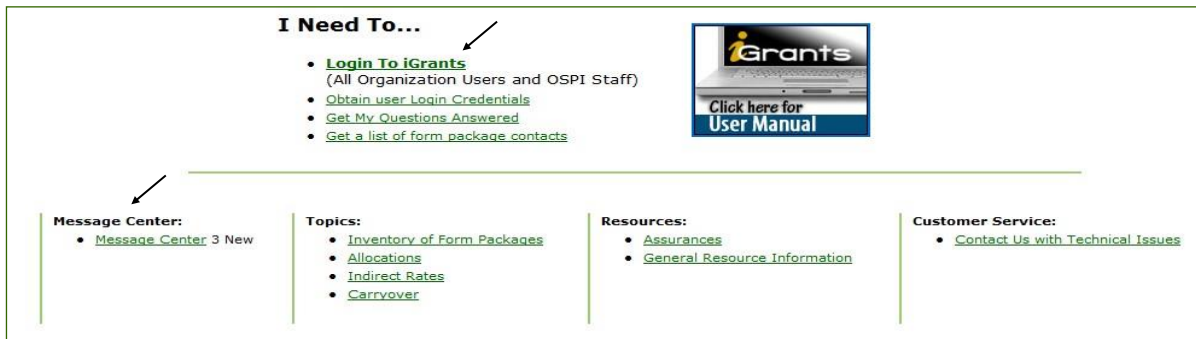 I Need To...
• Login To iGrants
(All Organization Users and OSPI Staff)
• Obtain user Login Credentials
• Get My Questions Answered
• Get a list of form package contacts
iGrants
Click here for
User Manual
Message Center:
• Message Center 3 New
Topics:
• Inventory of Form Packages
• Allocations
• Indirect Rates
• Carryover
Resources:
• Assurances
• General Resource Information
Customer Service:
• Contact Us with Technical Issues